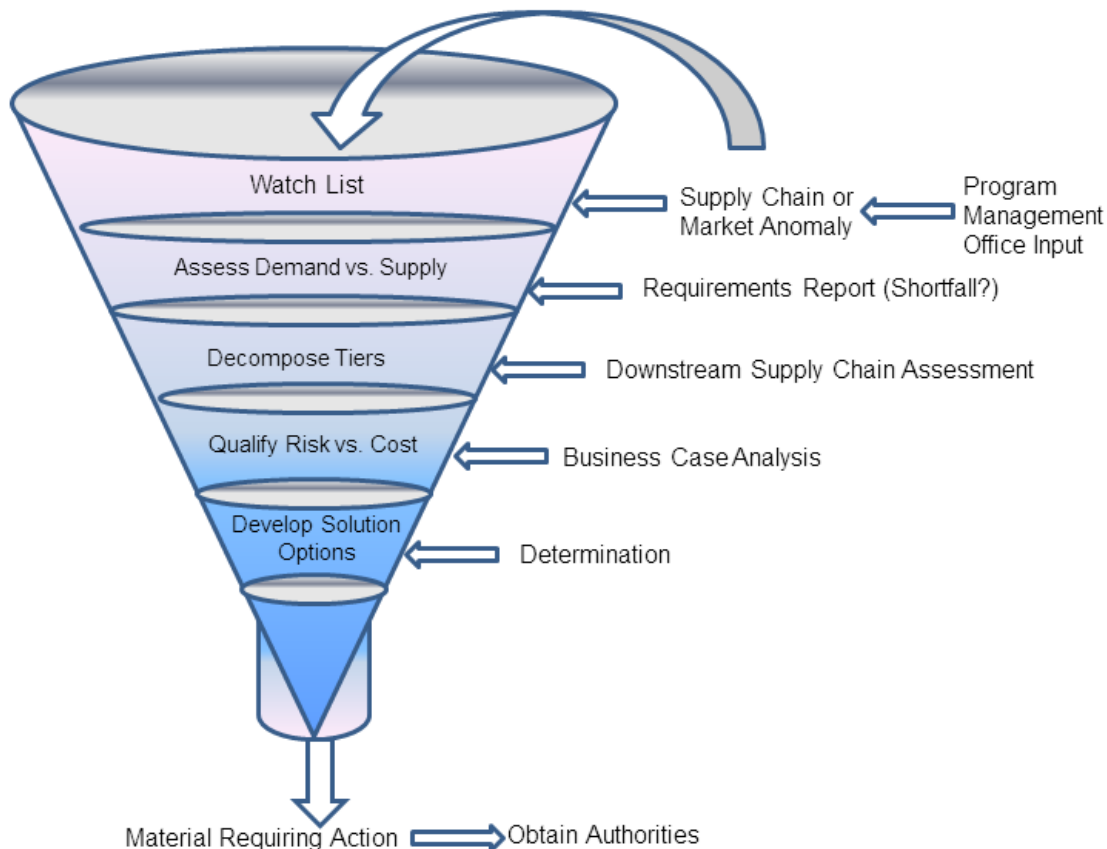 Watch List
Supply Chain or
Market Anomaly
Program
Management
Office Input
Assess Demand vs. Supply
Requirements Report (Shortfall?)
Decompose Tiers
Downstream Supply Chain Assessment
Qualify Risk vs. Cost
Business Case Analysis
Develop Solution
Options
Determination
Material Requiring Action
Obtain Authorities